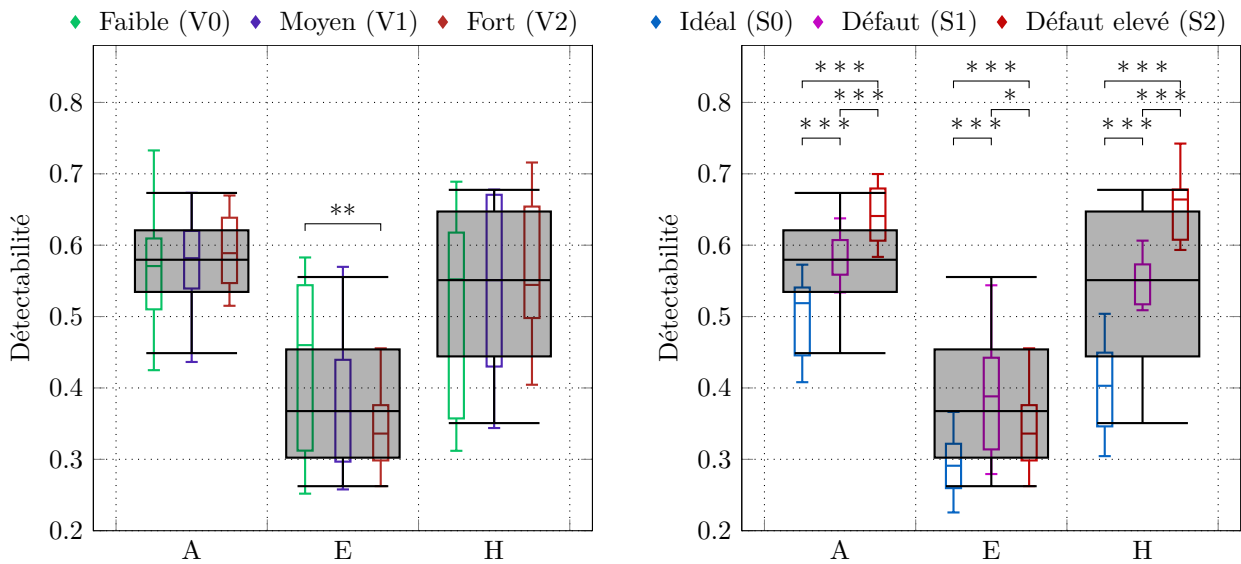 Faible (V0) Moyen (V1) Fort (V2)
Détectabilité
0.8
0.7
0.6
0.5
0.4
0.3
0.2
**
A E H
Idéal (S0) Défaut (S1) Défaut elevé (S2)
Détectabilité
0.8
0.7
0.6
0.5
0.4
0.3
0.2
*** *** ***
*** * ***
*** *** ***
A E H